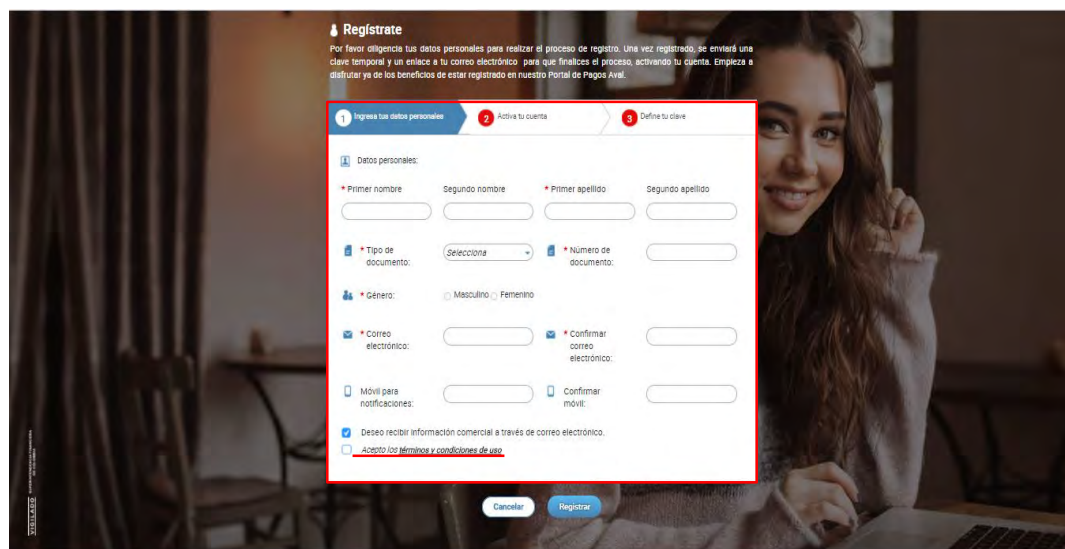 Regístrate
Por favor diligencia tus datos personales para realizar el proceso de registro. Una vez registrado, se enviará una
clave temporal y un enlace a tu correo electrónico para que finalices el proceso, activando tu cuenta. Empieza a
disfrutar ya de los beneficios de estar registrado en nuestro Portal de Pagos Aval.
1 Ingresa tus datos personales 2 Activa tu cuenta 3 Define tu clave
Datos personales:
* Primer nombre Segundo nombre * Primer apellido Segundo apellido
* Tipo de documento: Selecciona * Número de documento:
* Género: Masculino Femenino
* Correo electrónico: * Confirmar correo electrónico:
Móvil para notificaciones: Confirmar móvil:
Deseo recibir información comercial a través de correo electrónico.
Acepto los términos y condiciones de uso
Cancelar Registrar
VIGILADO